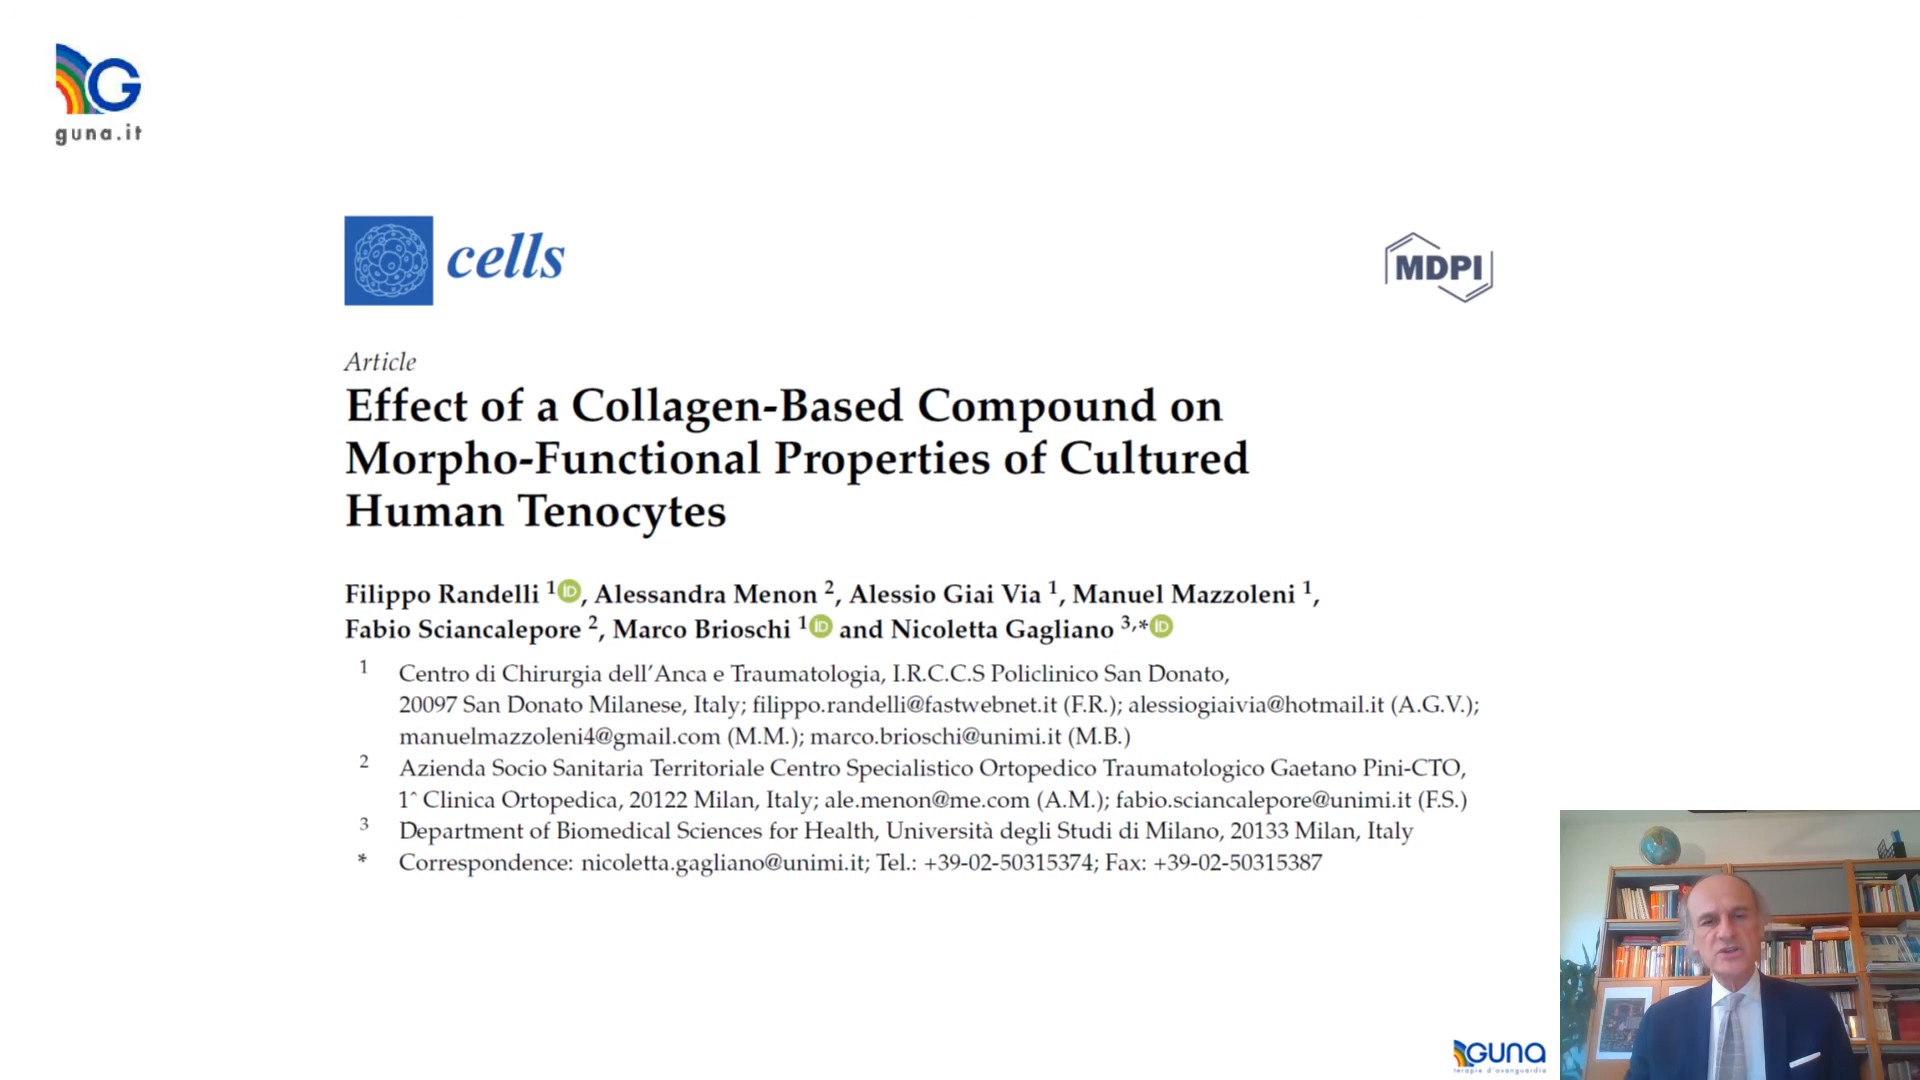 G
guna.it
cells
MDPI
Article
Effect of a Collagen-Based Compound on
Morpho-Functional Properties of Cultured
Human Tenocytes
Filippo Randelli 1 iD, Alessandra Menon 2, Alessio Giai Via 1, Manuel Mazzoleni 1,
Fabio Sciancalepore 2, Marco Brioschi 1 iD and Nicoletta Gagliano 3,* iD
1 Centro di Chirurgia dell'Anca e Traumatologia, I.R.C.C.S Policlinico San Donato,
20097 San Donato Milanese, Italy; filippo.randelli@fastwebnet.it (F.R.); alessiogiaivia@hotmail.it (A.G.V.);
manuelmazzoleni4@gmail.com (M.M.); marco.brioschi@unimi.it (M.B.)
2 Azienda Socio Sanitaria Territoriale Centro Specialistico Ortopedico Traumatologico Gaetano Pini-CTO,
1ˆ Clinica Ortopedica, 20122 Milan, Italy; ale.menon@me.com (A.M.); fabio.sciancalepore@unimi.it (F.S.)
3 Department of Biomedical Sciences for Health, Università degli Studi di Milano, 20133 Milan, Italy
* Correspondence: nicoletta.gagliano@unimi.it; Tel.: +39-02-50315374; Fax: +39-02-50315387
GUNA
terapie d'avanguardia